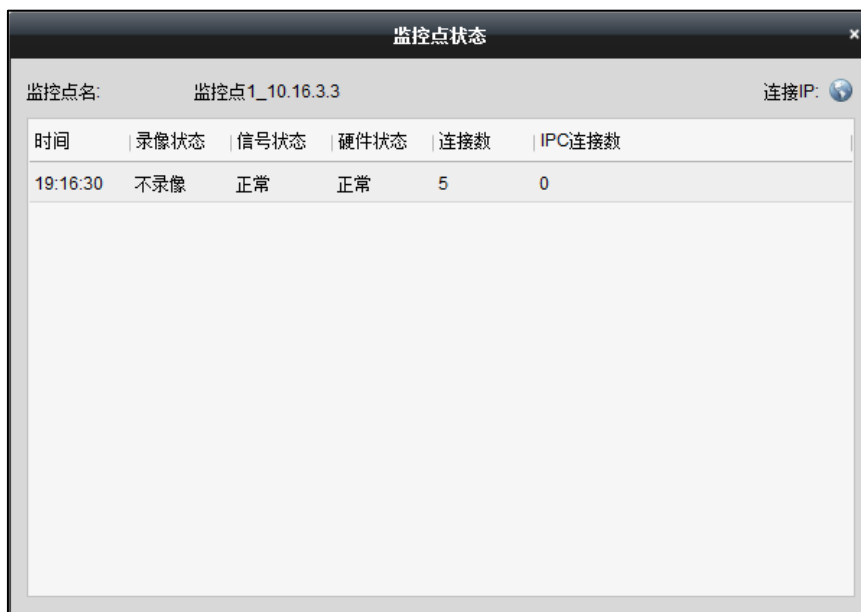 监控点状态
监控点名: 监控点1_10.16.3.3 连接IP:
时间 录像状态 信号状态 硬件状态 连接数 IPC连接数
19:16:30 不录像 正常 正常 5 0